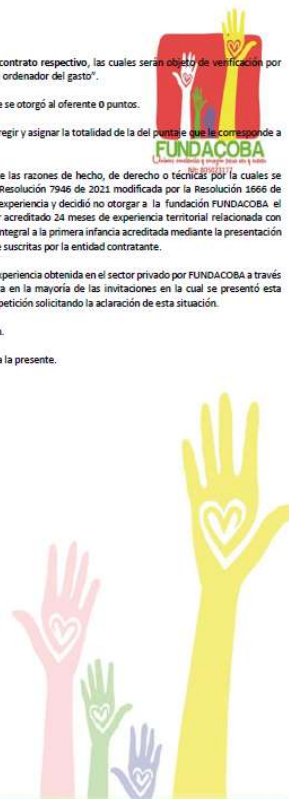 contrato respectivo, las cuales serán objeto de verificación por
ordenador del gasto".
e se otorgó al oferente 0 puntos.
regir y asignar la totalidad de la del puntaje que le corresponde a
FUNDACOBA
Nit: 805023177
e las razones de hecho, de derecho o técnicas por la cuales se
Resolución 7946 de 2021 modificada por la Resolución 1666 de
experiencia y decidió no otorgar a la fundación FUNDACOBA el
r acreditado 24 meses de experiencia territorial relacionada con
ntegral a la primera infancia acreditada mediante la presentación
e suscritas por la entidad contratante.
xperiencia obtenida en el sector privado por FUNDACOBA a través
a en la mayoría de las invitaciones en la cual se presentó esta
petición solicitando la aclaración de esta situación.
a la presente.